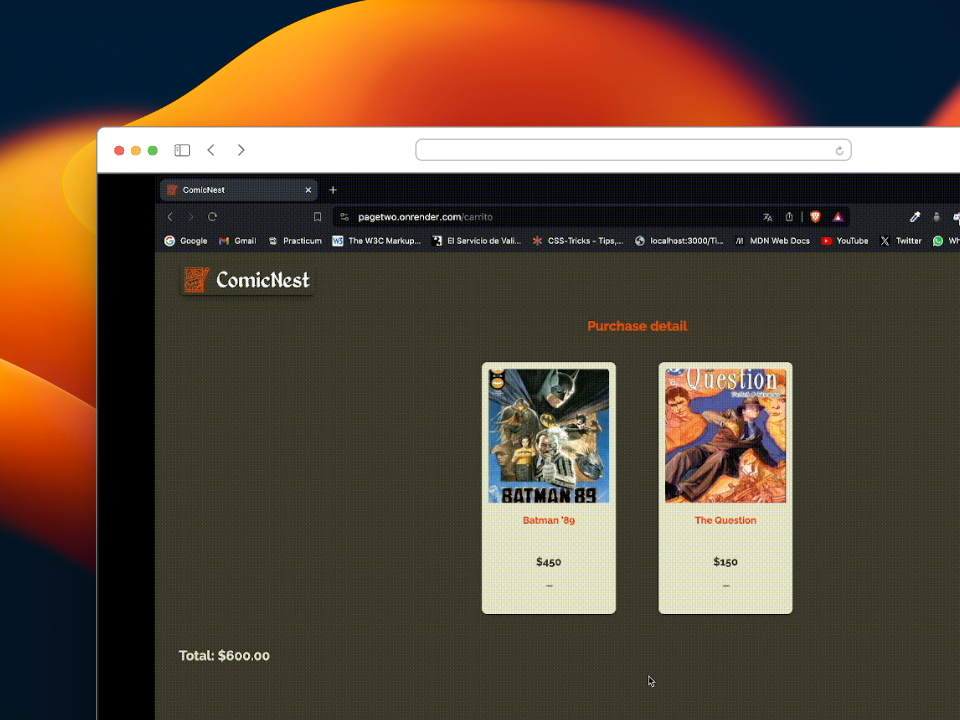 ComicNest
pagetwo.onrender.com/carrito
Google Gmail Practicum The W3C Markup... El Servicio de Vali... CSS-Tricks - Tips,... localhost:3000/Ti... MDN Web Docs YouTube Twitter Wh
ComicNest
Purchase detail
Question
BATMAN 89
Batman '89
The Question
$450
$150
–
–
Total: $600.00